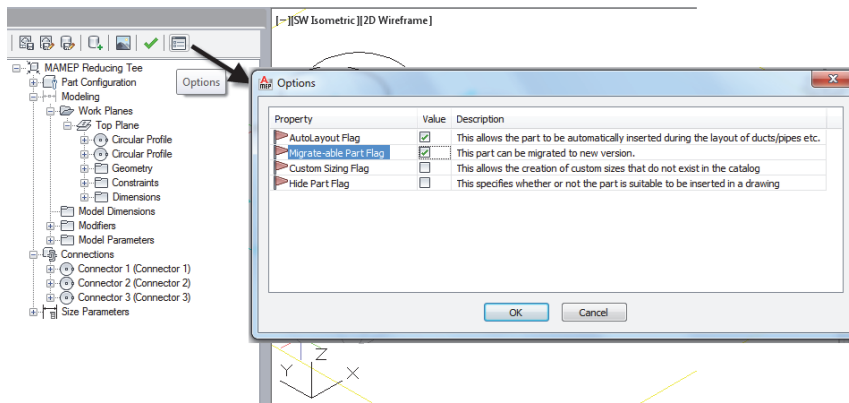 [−][SW Isometric][2D Wireframe]
MAMEP Reducing Tee
Part Configuration
Modeling
Work Planes
Top Plane
Circular Profile
Circular Profile
Geometry
Constraints
Dimensions
Model Dimensions
Modifiers
Model Parameters
Connections
Connector 1 (Connector 1)
Connector 2 (Connector 2)
Connector 3 (Connector 3)
Size Parameters
Options
MEP Options
Property Value Description
AutoLayout Flag This allows the part to be automatically inserted during the layout of ducts/pipes etc.
Migrate-able Part Flag This part can be migrated to new version.
Custom Sizing Flag This allows the creation of custom sizes that do not exist in the catalog
Hide Part Flag This specifies whether or not the part is suitable to be inserted in a drawing
OK Cancel
Z
Y X